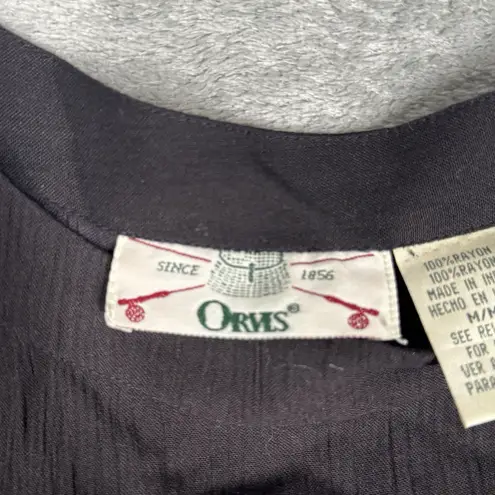 SINCE 1856
ORVIS®
100% RAYON
100% RAYON
MADE IN IN
HECHO EN
M/M
SEE RE
FOR
VER
PARA